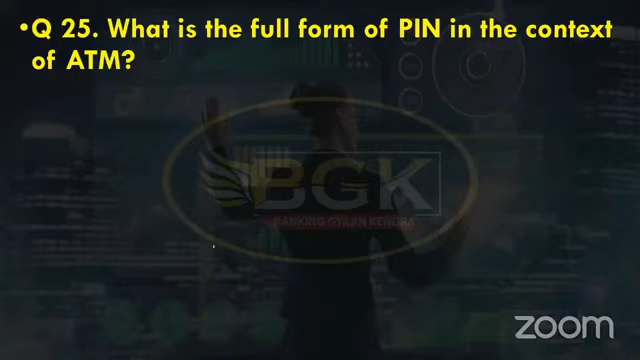 •Q 25. What is the full form of PIN in the context
of ATM?
BGK
BANKING GYAAN KENDRA
zoom